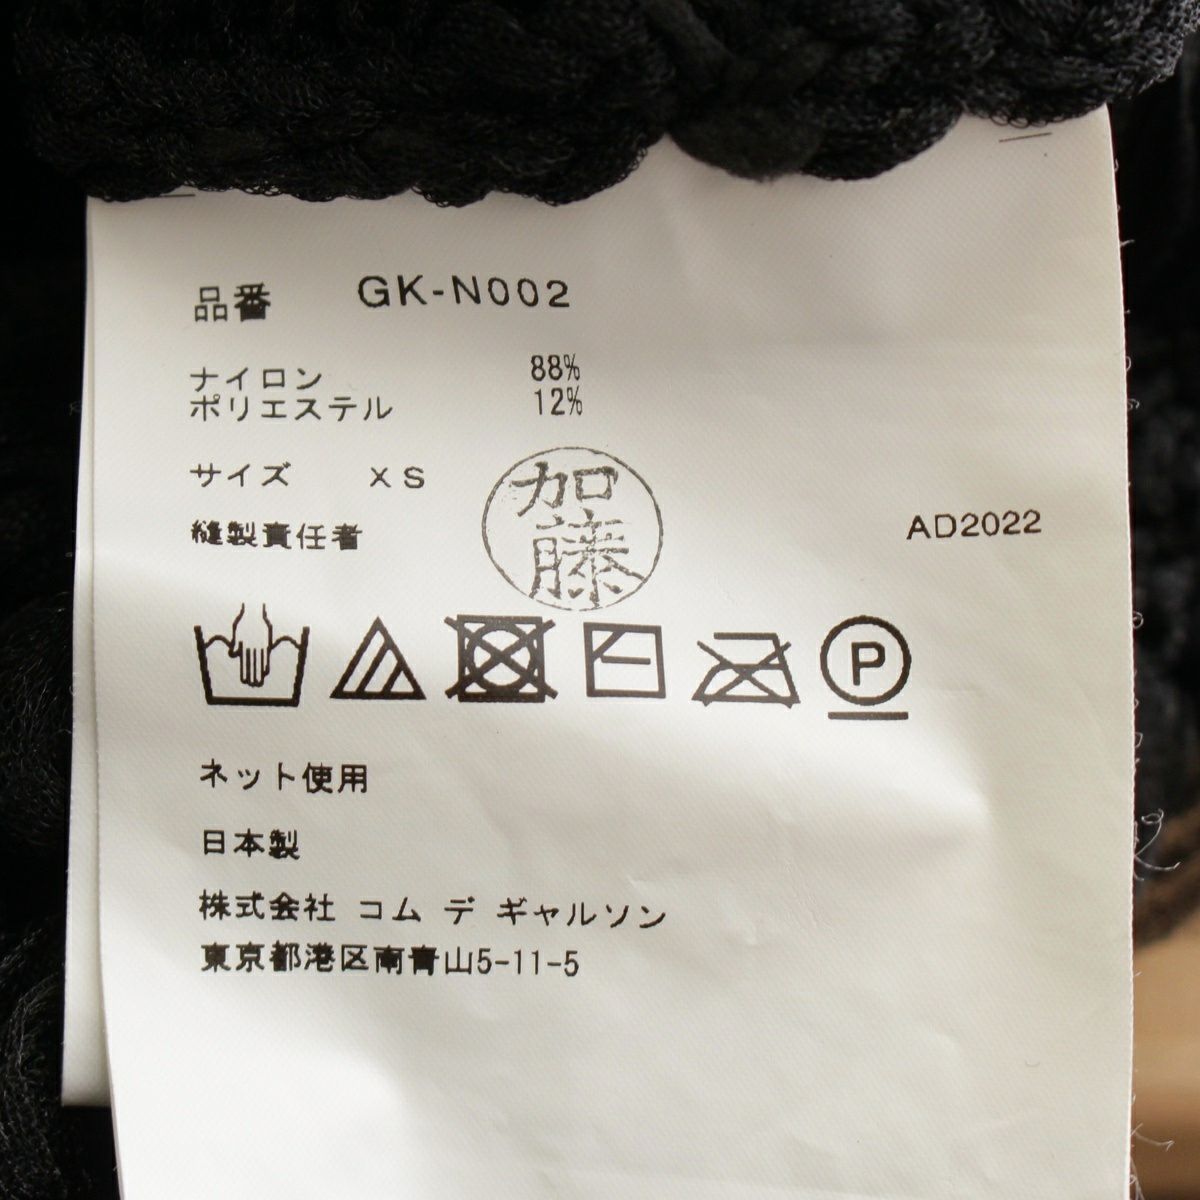 品番 GK-N002
ナイロン 88%
ポリエステル 12%
サイズ XS
加藤
縫製責任者
AD2022
P
ネット使用
日本製
株式会社 コム デ ギャルソン
東京都港区南青山5-11-5